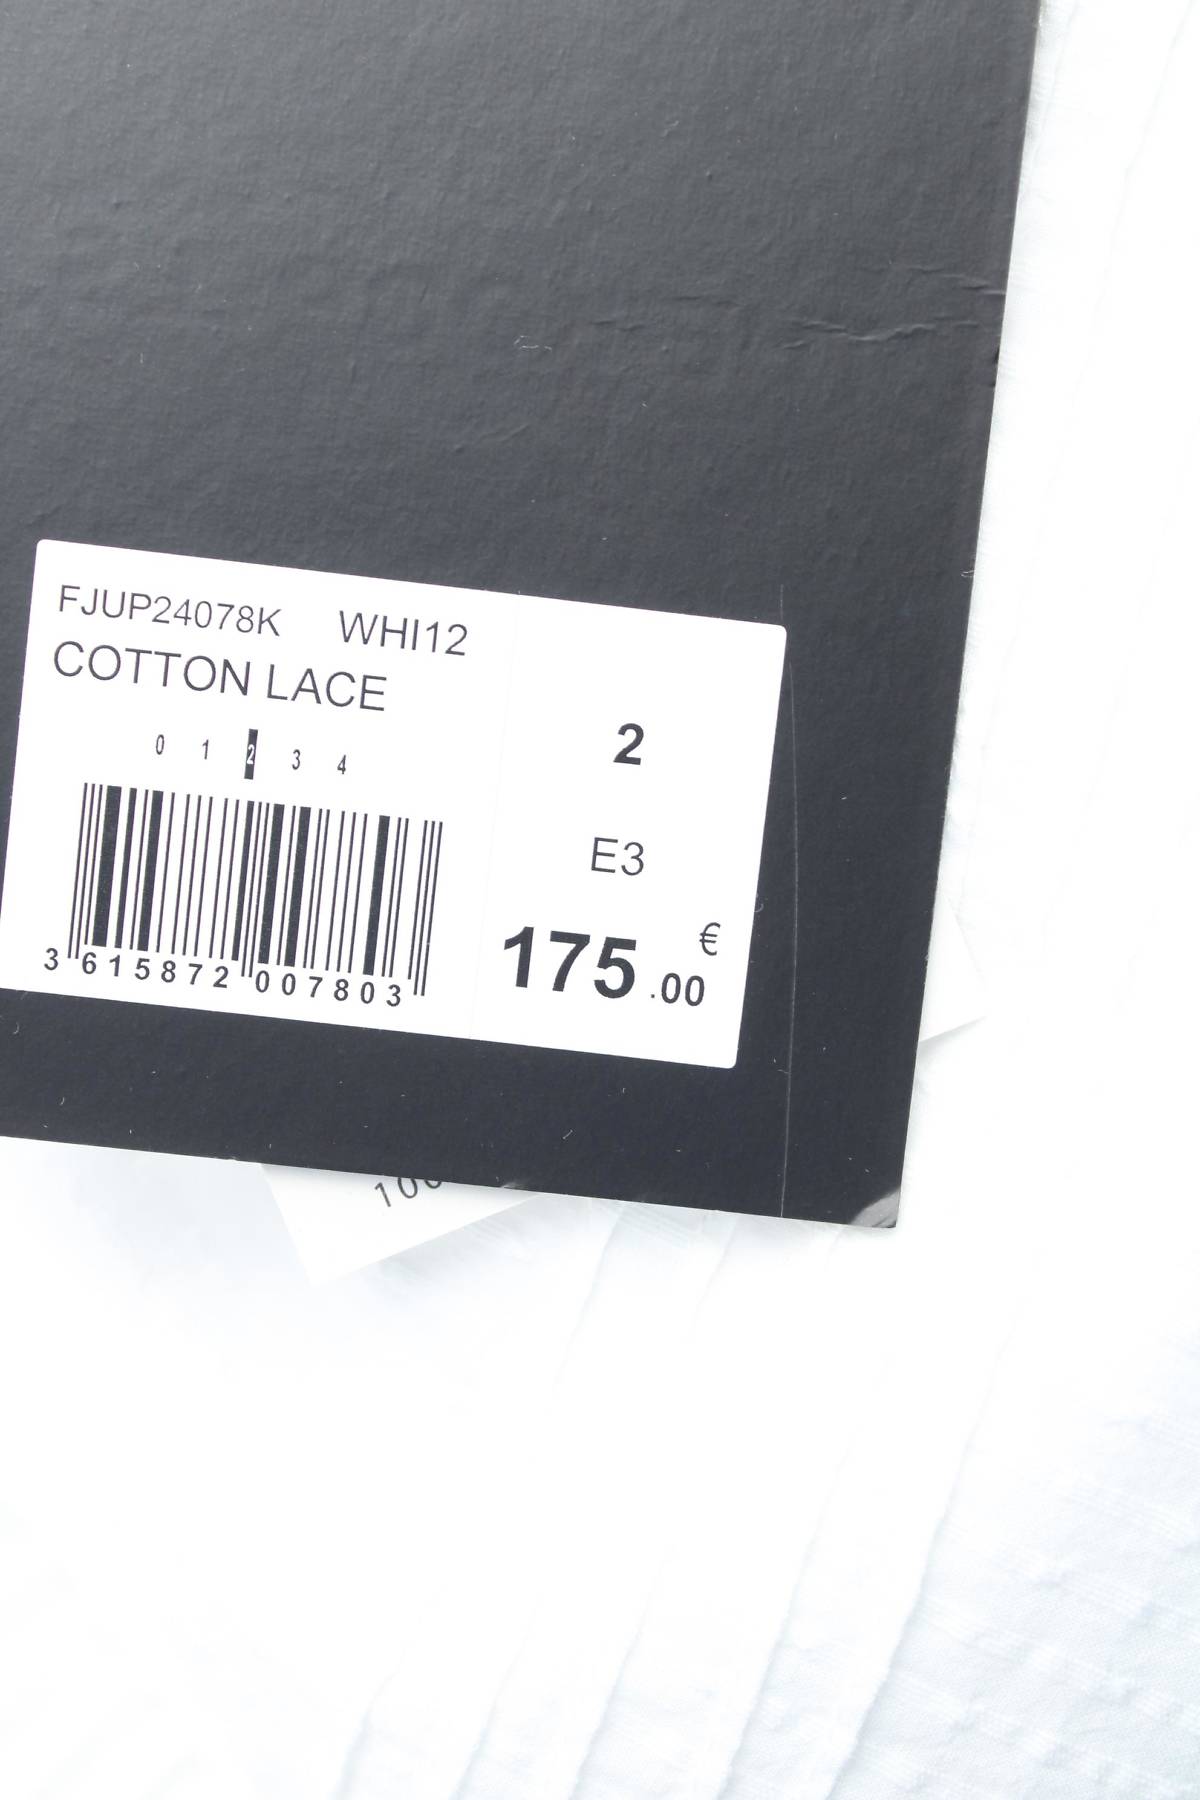 FJUP24078K WHI12
COTTON LACE
0 1 2 3 4
3 615872 007803
2
E3
175.00 €